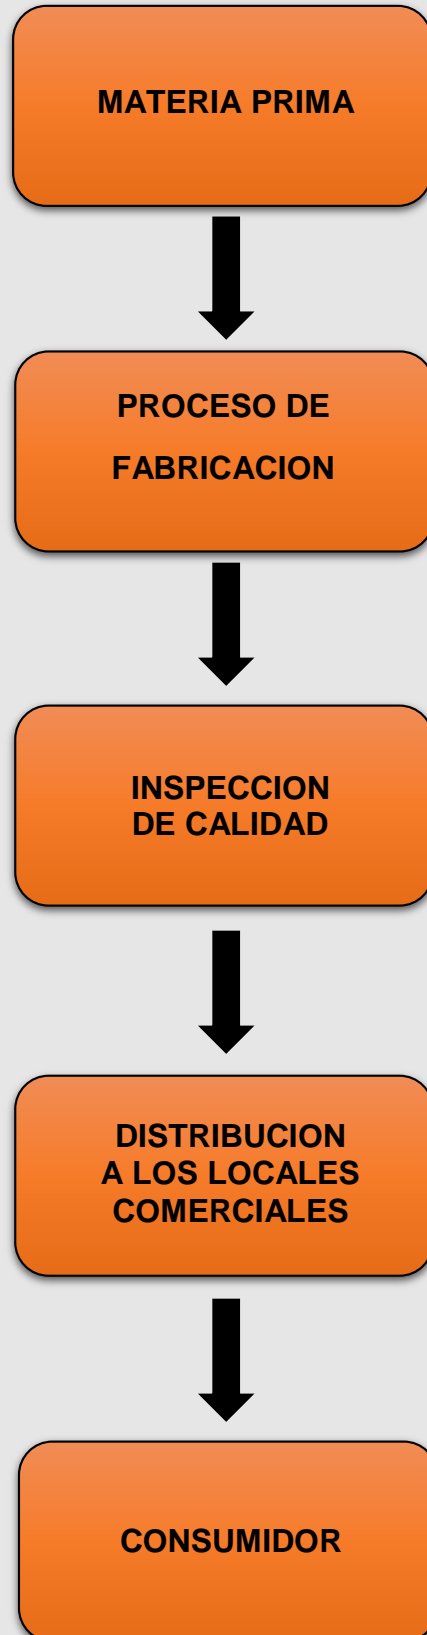 MATERIA PRIMA
PROCESO DE
FABRICACION
INSPECCION
DE CALIDAD
DISTRIBUCION
A LOS LOCALES
COMERCIALES
CONSUMIDOR